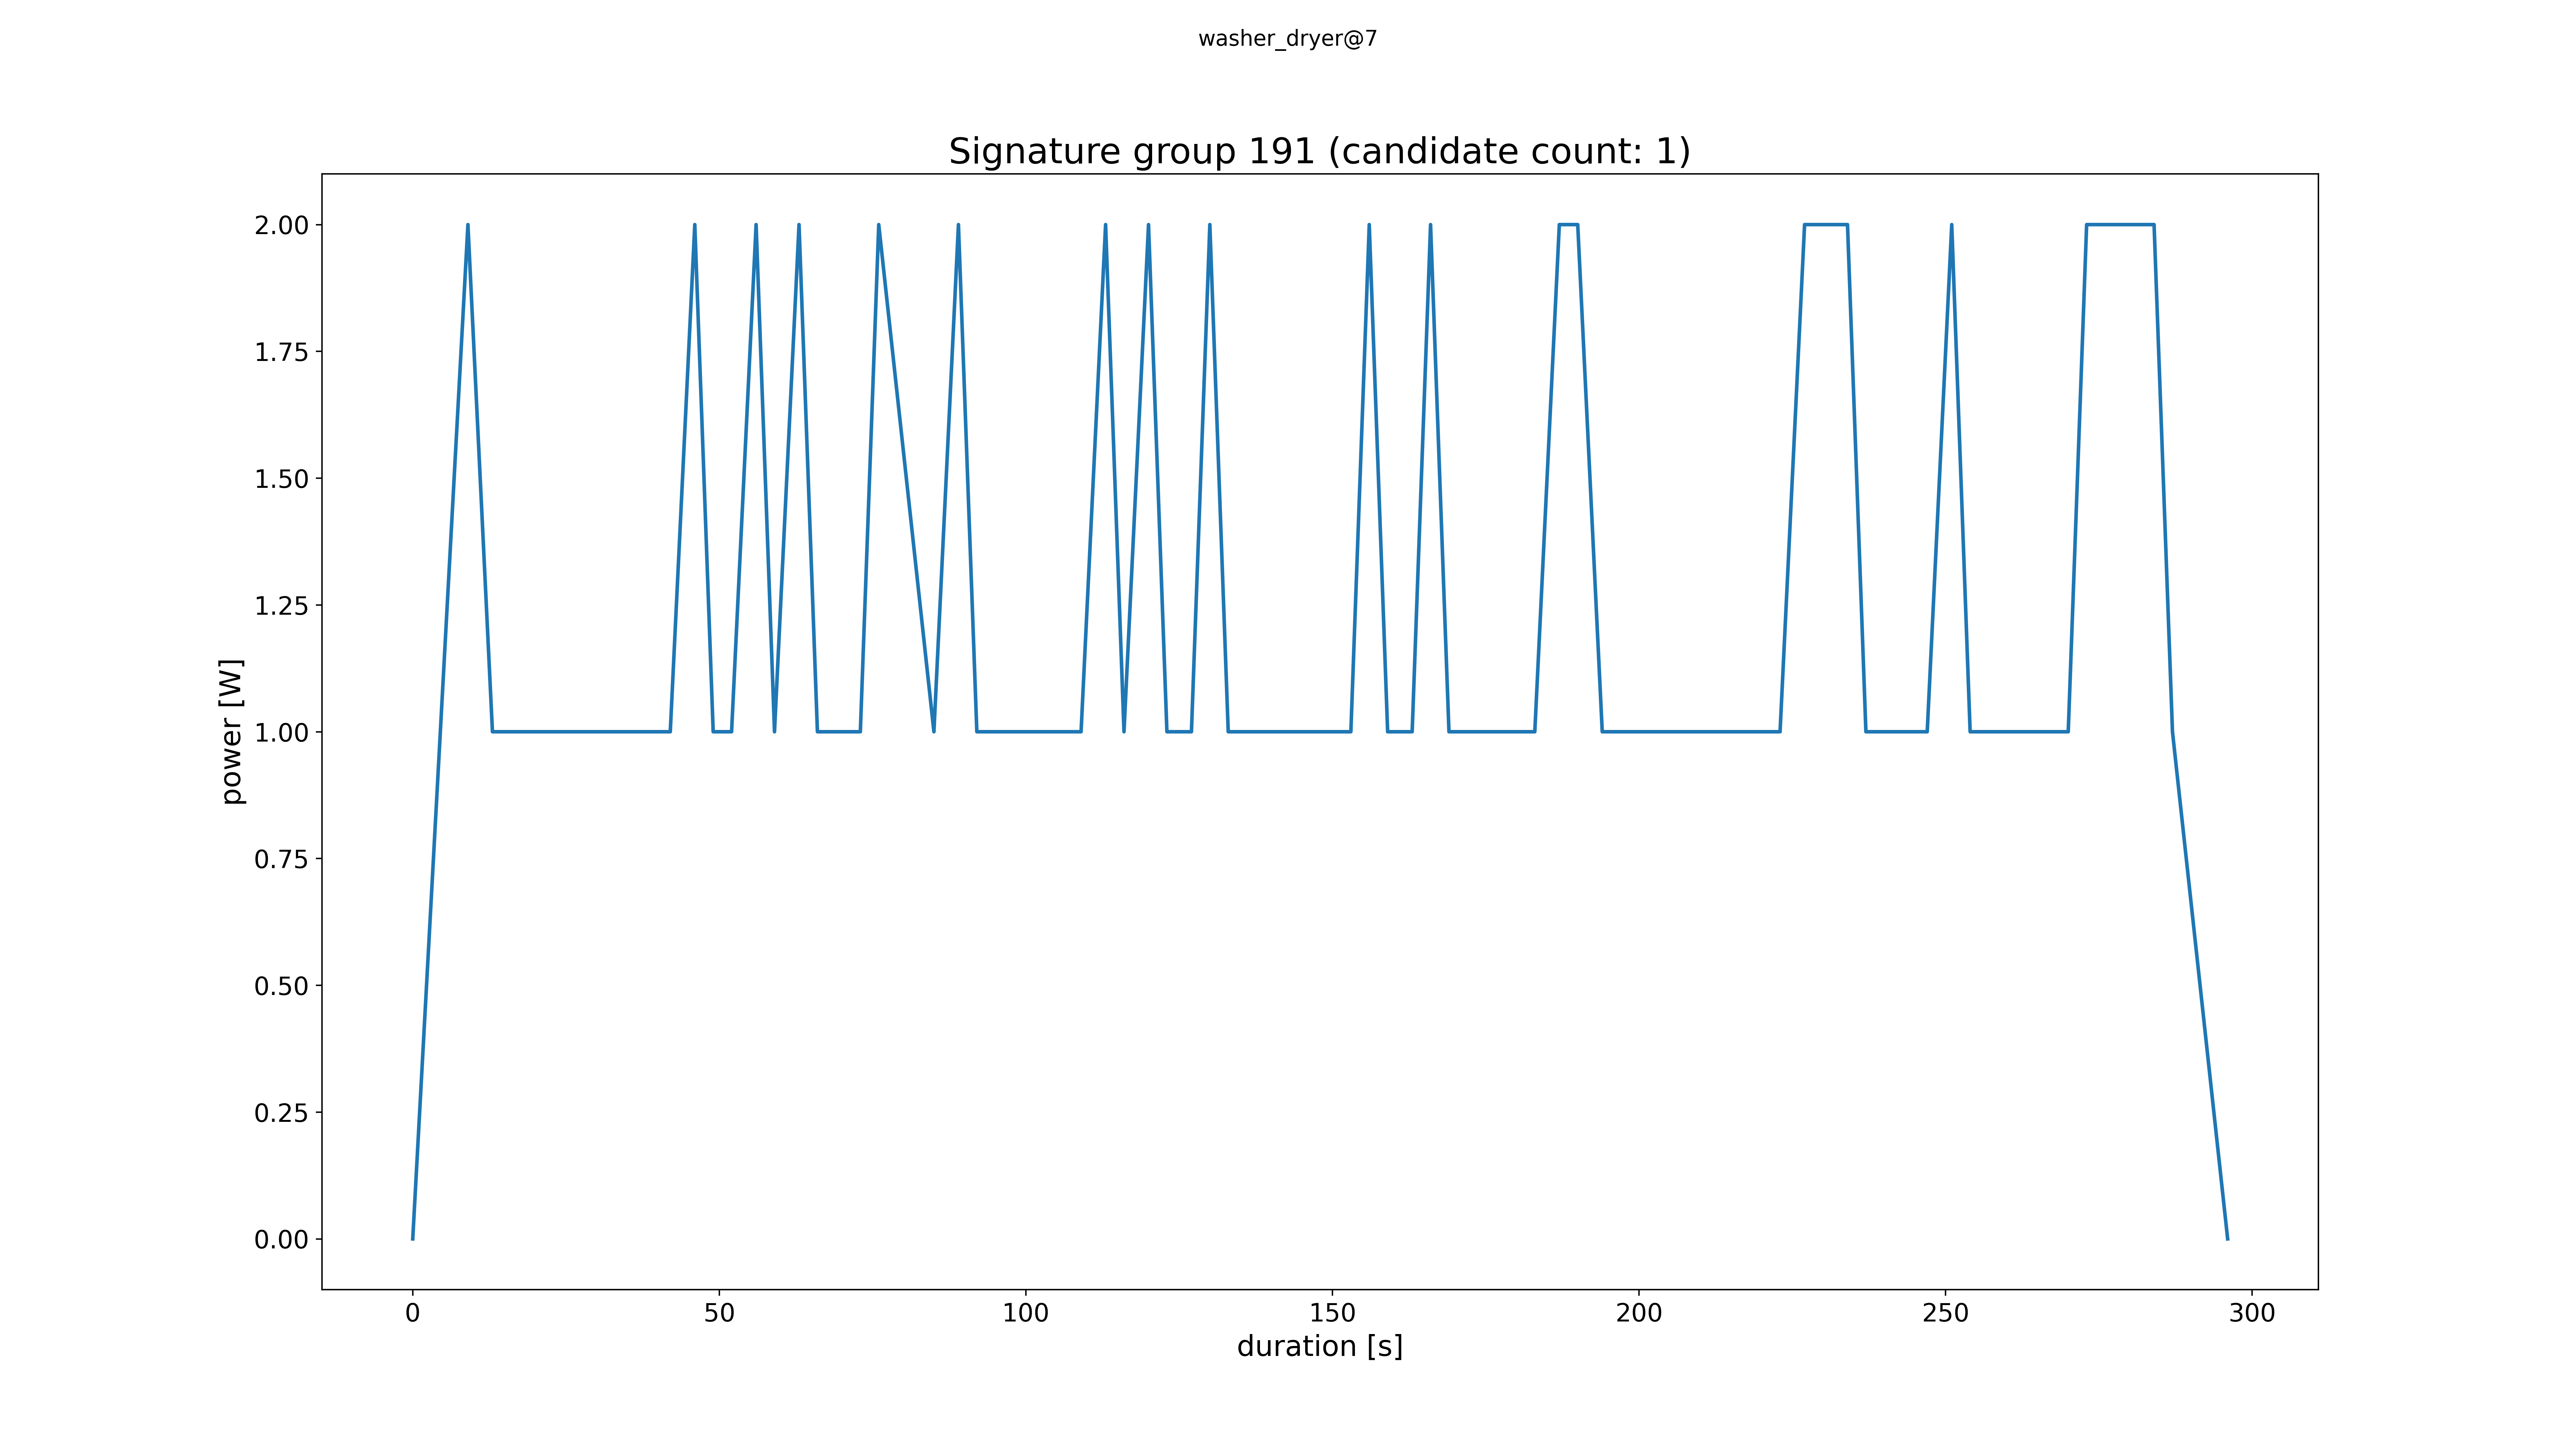 washer_dryer@7
Signature group 191 (candidate count: 1)
2.00
1.75
1.50
1.25
1.00
0.75
0.50
0.25
0.00
power [W]
0 50 100 150 200 250 300
duration [s]